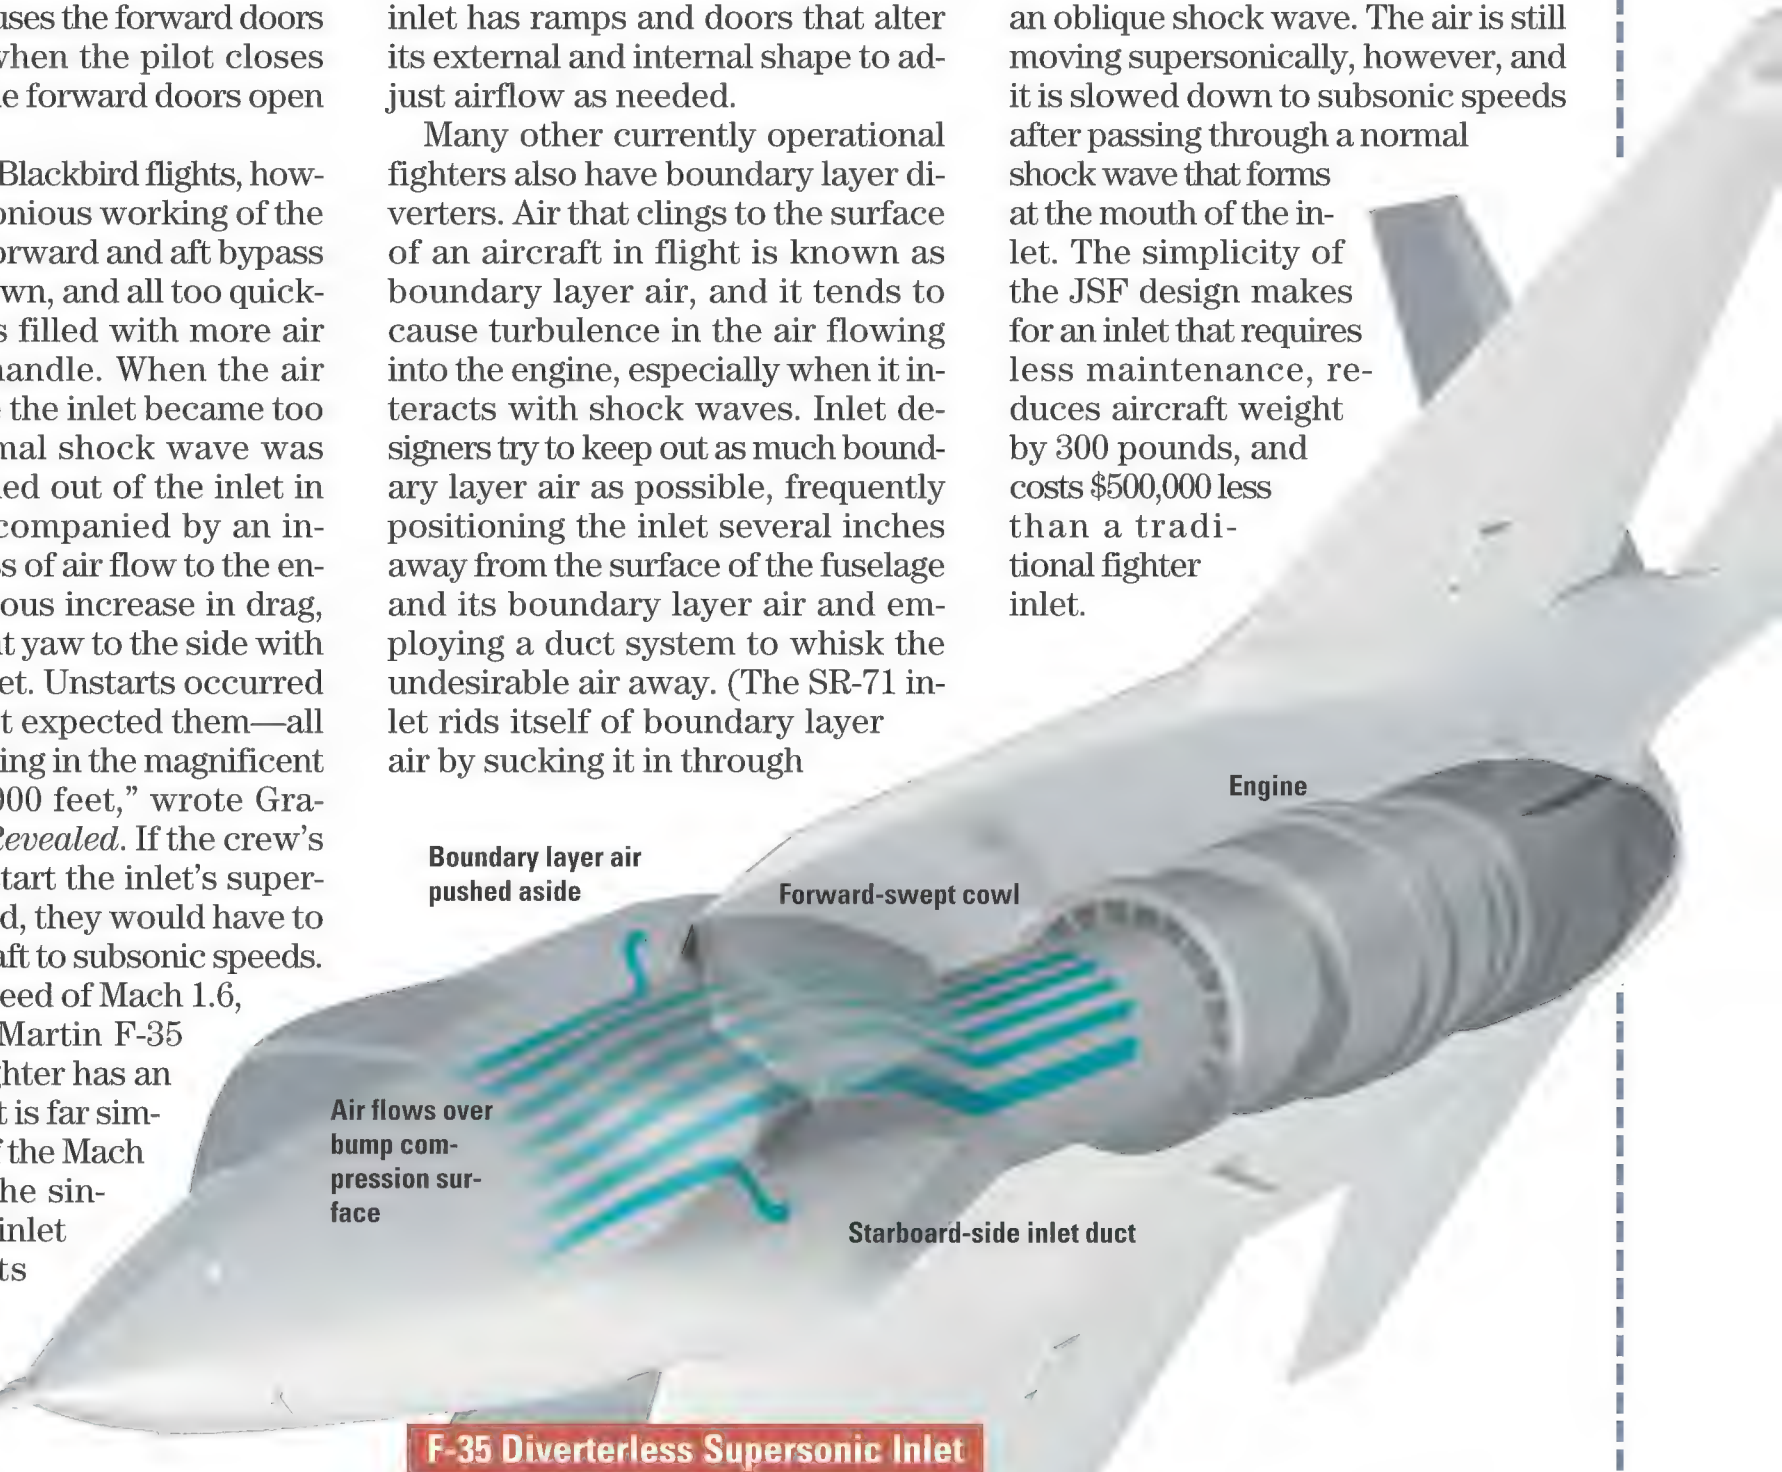 uses the forward doors
when the pilot closes
e forward doors open
Blackbird flights, how-
onious working of the
orward and aft bypass
wn, and all too quick-
s filled with more air
handle. When the air
the inlet became too
mal shock wave was
ed out of the inlet in
companied by an in-
s of air flow to the en-
ous increase in drag,
t yaw to the side with
et. Unstarts occurred
t expected them—all
ing in the magnificent
000 feet,” wrote Gra-
Revealed. If the crew’s
tart the inlet’s super-
d, they would have to
aft to subsonic speeds.
eed of Mach 1.6,
Martin F-35
ghter has an
t is far sim-
f the Mach
he sin-
inlet
ts
inlet has ramps and doors that alter
its external and internal shape to ad-
just airflow as needed.
Many other currently operational
fighters also have boundary layer di-
verters. Air that clings to the surface
of an aircraft in flight is known as
boundary layer air, and it tends to
cause turbulence in the air flowing
into the engine, especially when it in-
teracts with shock waves. Inlet de-
signers try to keep out as much bound-
ary layer air as possible, frequently
positioning the inlet several inches
away from the surface of the fuselage
and its boundary layer air and em-
ploying a duct system to whisk the
undesirable air away. (The SR-71 in-
let rids itself of boundary layer
air by sucking it in through
an oblique shock wave. The air is still
moving supersonically, however, and
it is slowed down to subsonic speeds
after passing through a normal
shock wave that forms
at the mouth of the in-
let. The simplicity of
the JSF design makes
for an inlet that requires
less maintenance, re-
duces aircraft weight
by 300 pounds, and
costs $500,000 less
than a tradi-
tional fighter
inlet.
Engine
Boundary layer air
pushed aside
Forward-swept cowl
Air flows over
bump com-
pression sur-
face
Starboard-side inlet duct
F-35 Diverterless Supersonic Inlet